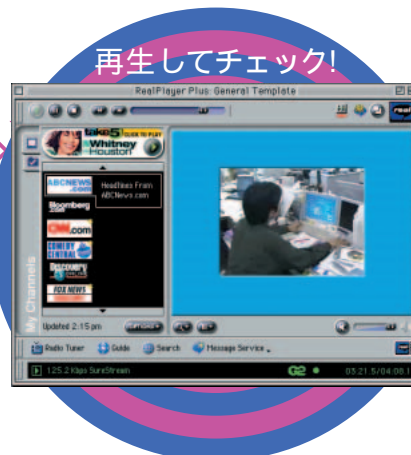 再生してチェック!
RealPlayer Plus: General Template
take5
CLICK TO PLAY
Whitney
Houston
ABCNEWS.com
Headlines From
ABCNews.com
Bloomberg
CNN.com
COMEDY
CENTRAL
Discovery
FOX NEWS
My Channels
Updated 2:15 pm
Radio Tuner
Guide
Search
Message Service
125.2 Kbps SureStream
G2
03:21.5/04:08.1